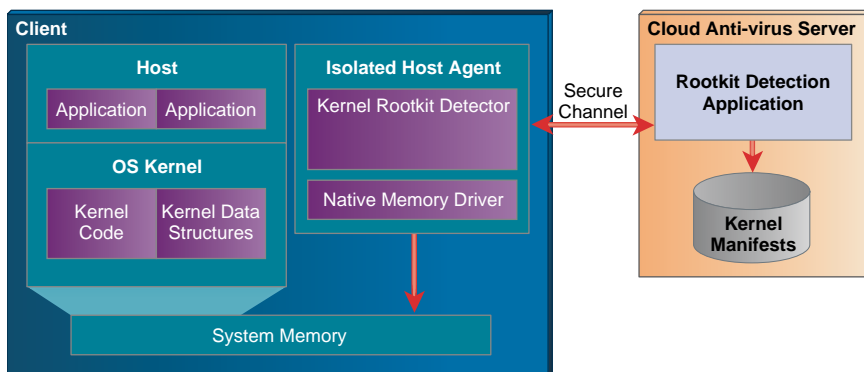 Client
Host
Application
Application
OS Kernel
Kernel
Code
Kernel Data
Structures
Isolated Host Agent
Kernel Rootkit Detector
Native Memory Driver
System Memory
Secure
Channel
Cloud Anti-virus Server
Rootkit Detection
Application
Kernel
Manifests